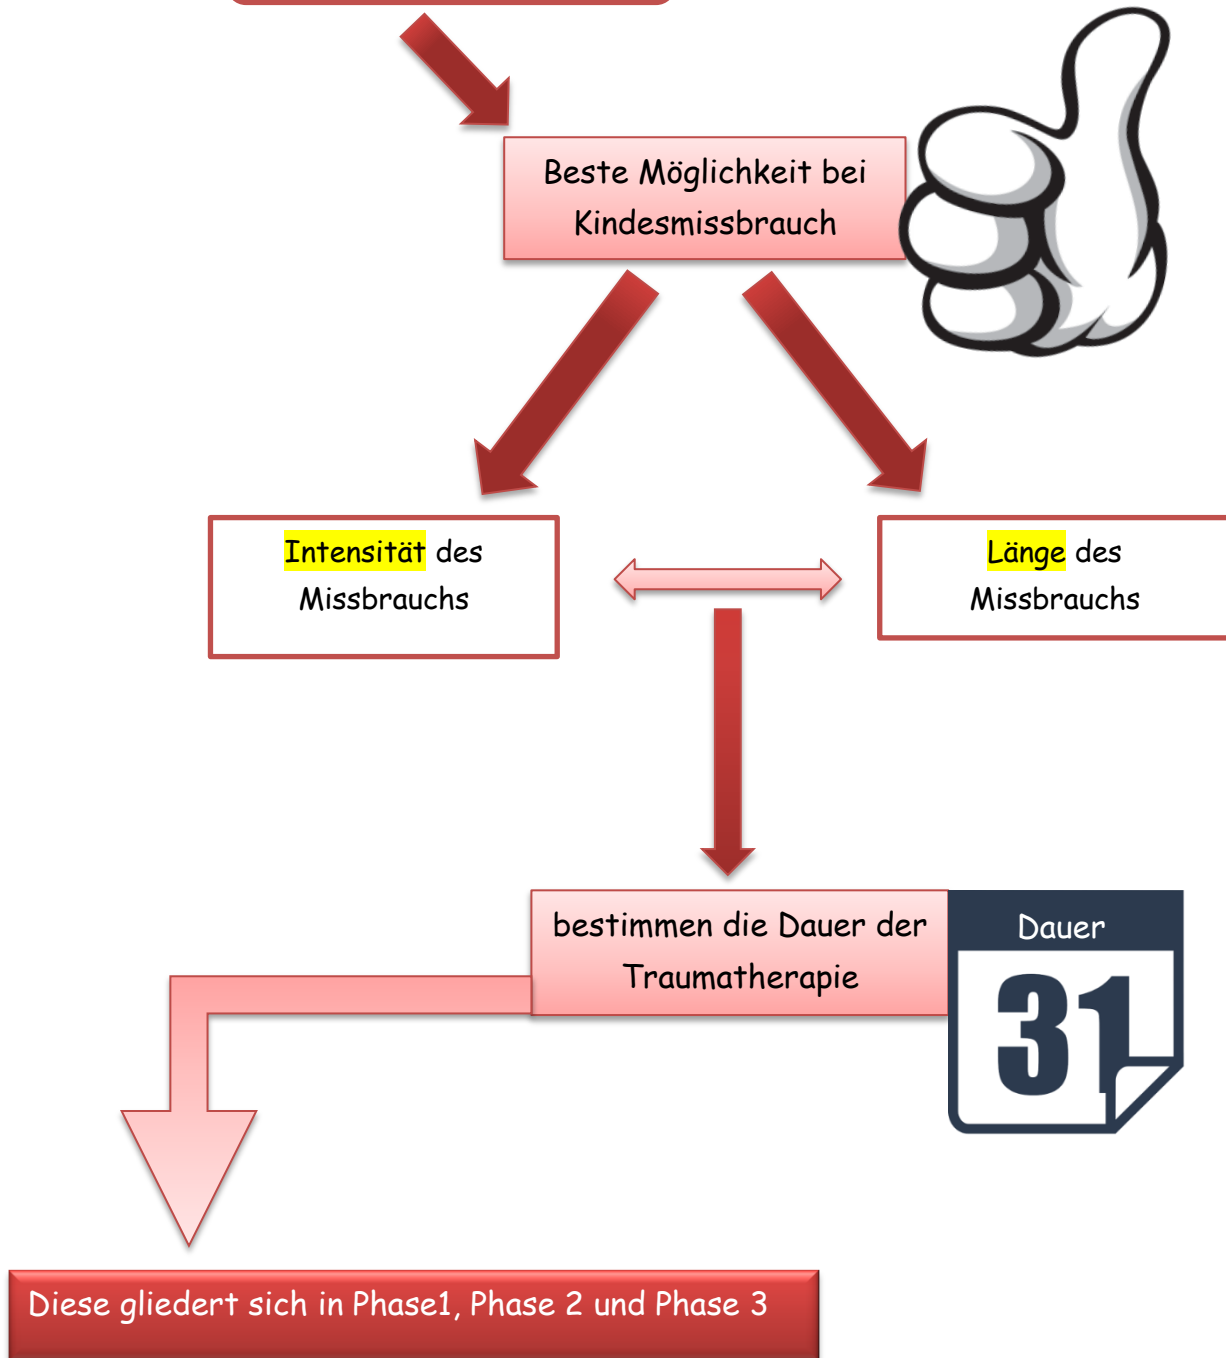 Beste Möglichkeit bei
Kindesmissbrauch
Intensität des
Missbrauchs
Länge des
Missbrauchs
bestimmen die Dauer der
Traumatherapie
Dauer
31
Diese gliedert sich in Phase1, Phase 2 und Phase 3